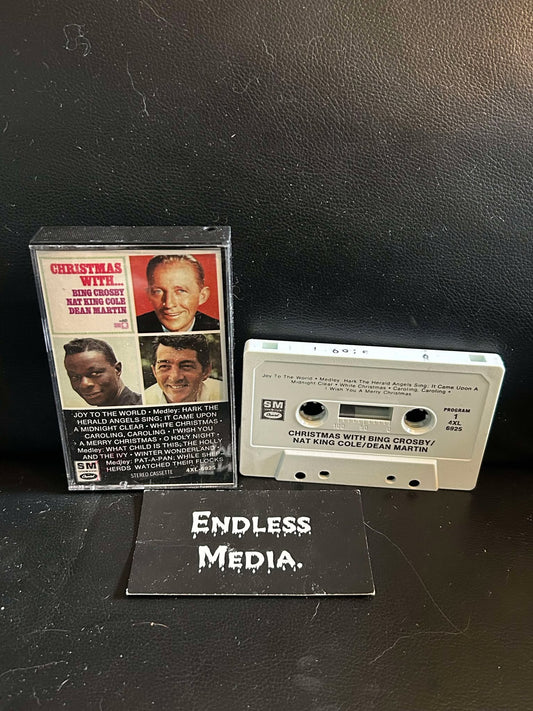 CHRISTMAS
WITH...
BING CROSBY
NAT KING COLE
DEAN MARTIN
JOY TO THE WORLD • Medley: HARK THE
HERALD ANGELS SING; IT CAME UPON
A MIDNIGHT CLEAR • WHITE CHRISTMAS •
CAROLING, CAROLING • I WISH YOU
A MERRY CHRISTMAS • O HOLY NIGHT •
Medley: WHAT CHILD IS THIS; THE HOLLY
AND THE IVY • WINTER WONDERLAND •
Medley: PAT-A-PAN; WHILE SHEP-
HERDS WATCHED THEIR FLOCKS
SM
Capitol
STEREO CASSETTE 4XL-6925
Joy To The World • Medley: Hark The Herald Angels Sing; It Came Upon A
Midnight Clear • White Christmas • Caroling, Caroling •
I Wish You A Merry Christmas
SM
Capitol
PROGRAM
1
4XL
6925
CHRISTMAS WITH BING CROSBY/
NAT KING COLE/DEAN MARTIN
ENDLESS
MEDIA.